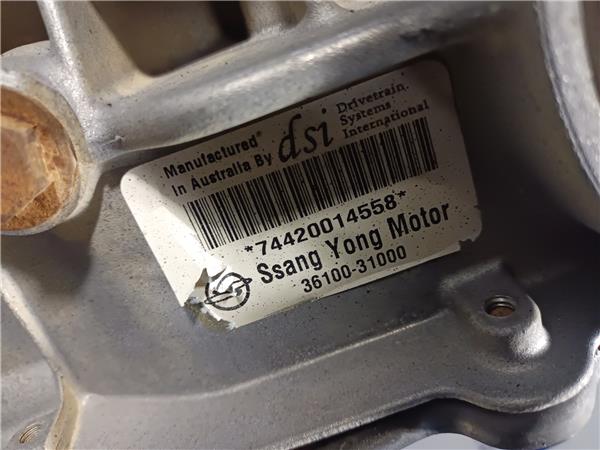 Manufactured
In Australia By
dsi
Drivetrain
Systems
International
*74420014558*
Ssang Yong Motor
36100-31000